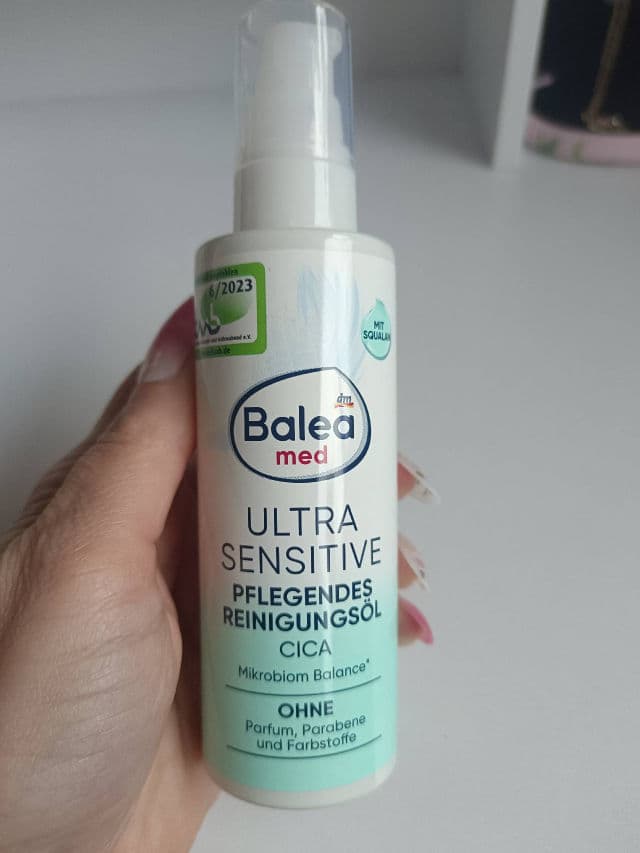 6/2023
MIT
SQUALAN
dm
Balea
med
ULTRA
SENSITIVE
PFLEGENDES
REINIGUNGSÖL
CICA
Mikrobiom Balance*
OHNE
Parfum, Parabene
und Farbstoffe